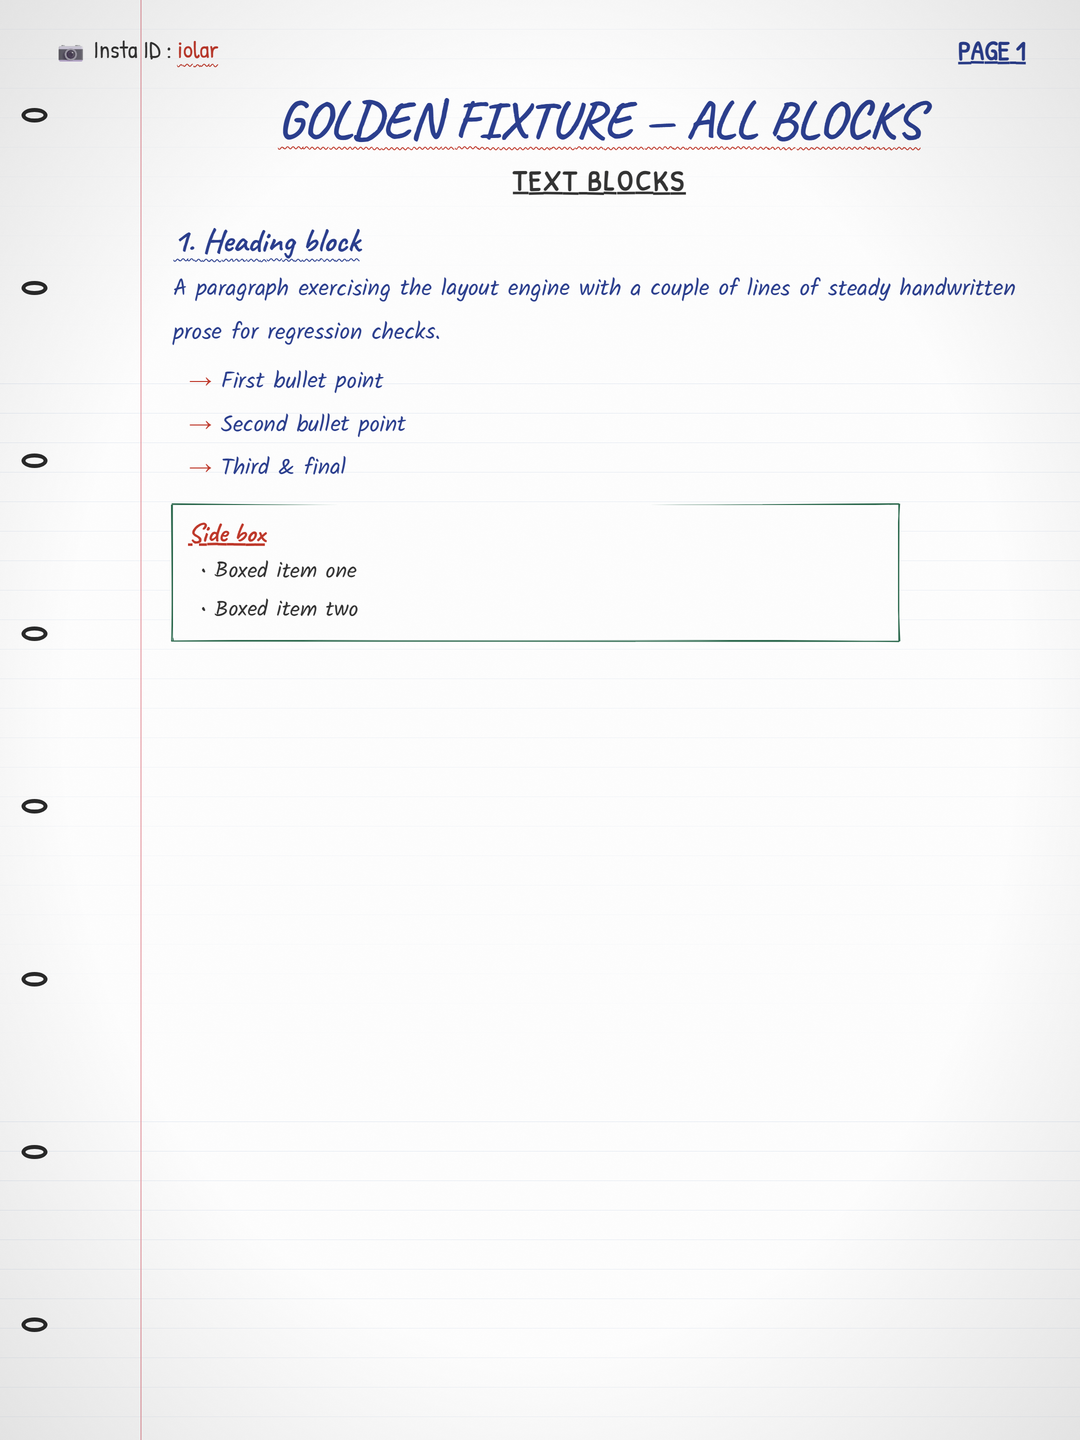 📷 Insta ID : iolar
PAGE 1
GOLDEN FIXTURE – ALL BLOCKS
TEXT BLOCKS
1. Heading block
A paragraph exercising the layout engine with a couple of lines of steady handwritten
prose for regression checks.
→ First bullet point
→ Second bullet point
→ Third & final
Side box
· Boxed item one
· Boxed item two